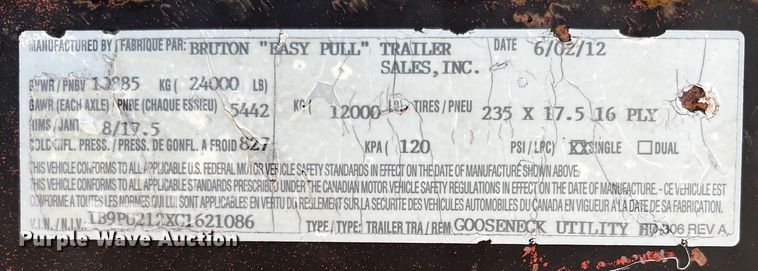 MANUFACTURED BY / FABRIQUE PAR: BRUTON "EASY PULL" TRAILER SALES, INC. DATE 6/02/12
GVWR / PNBV 10885 KG ( 24000 LB)
GAWR (EACH AXLE) / PNBE (CHAQUE ESSIEU) 5442 KG ( 12000 LB) TIRES / PNEU 235 X 17.5 16 PLY
RIMS / JANT 8/17.5
COLD INFL. PRESS. / PRESS. DE GONFL. A FROID 827 KPA ( 120 PSI / LPC) XX SINGLE DUAL
THIS VEHICLE CONFORMS TO ALL APPLICABLE U.S. FEDERAL MOTOR VEHICLE SAFETY STANDARDS IN EFFECT ON THE DATE OF MANUFACTURE SHOWN ABOVE.
THIS VEHICLE CONFORMS TO ALL APPLICABLE STANDARDS PRESCRIBED UNDER THE CANADIAN MOTOR VEHICLE SAFETY REGULATIONS IN EFFECT ON THE DATE OF MANUFACTURE - CE VEHICULE EST
CONFORME A TOUTES LES NORMES QUI LUI SONT APPLICABLES EN VERTU DU REGLEMENT SUR LA SECURITE DES VEHICULES AUTOMOBILES DU CANADA EN VIGUEUR A LA DATE DE SA FABRICATION.
V.I.N. / N.I.V. 1B9PU212XC1621086 TYPE / TYPE: TRAILER TRA / REM GOOSENECK UTILITY HD-306 REV A
Purple Wave Auction